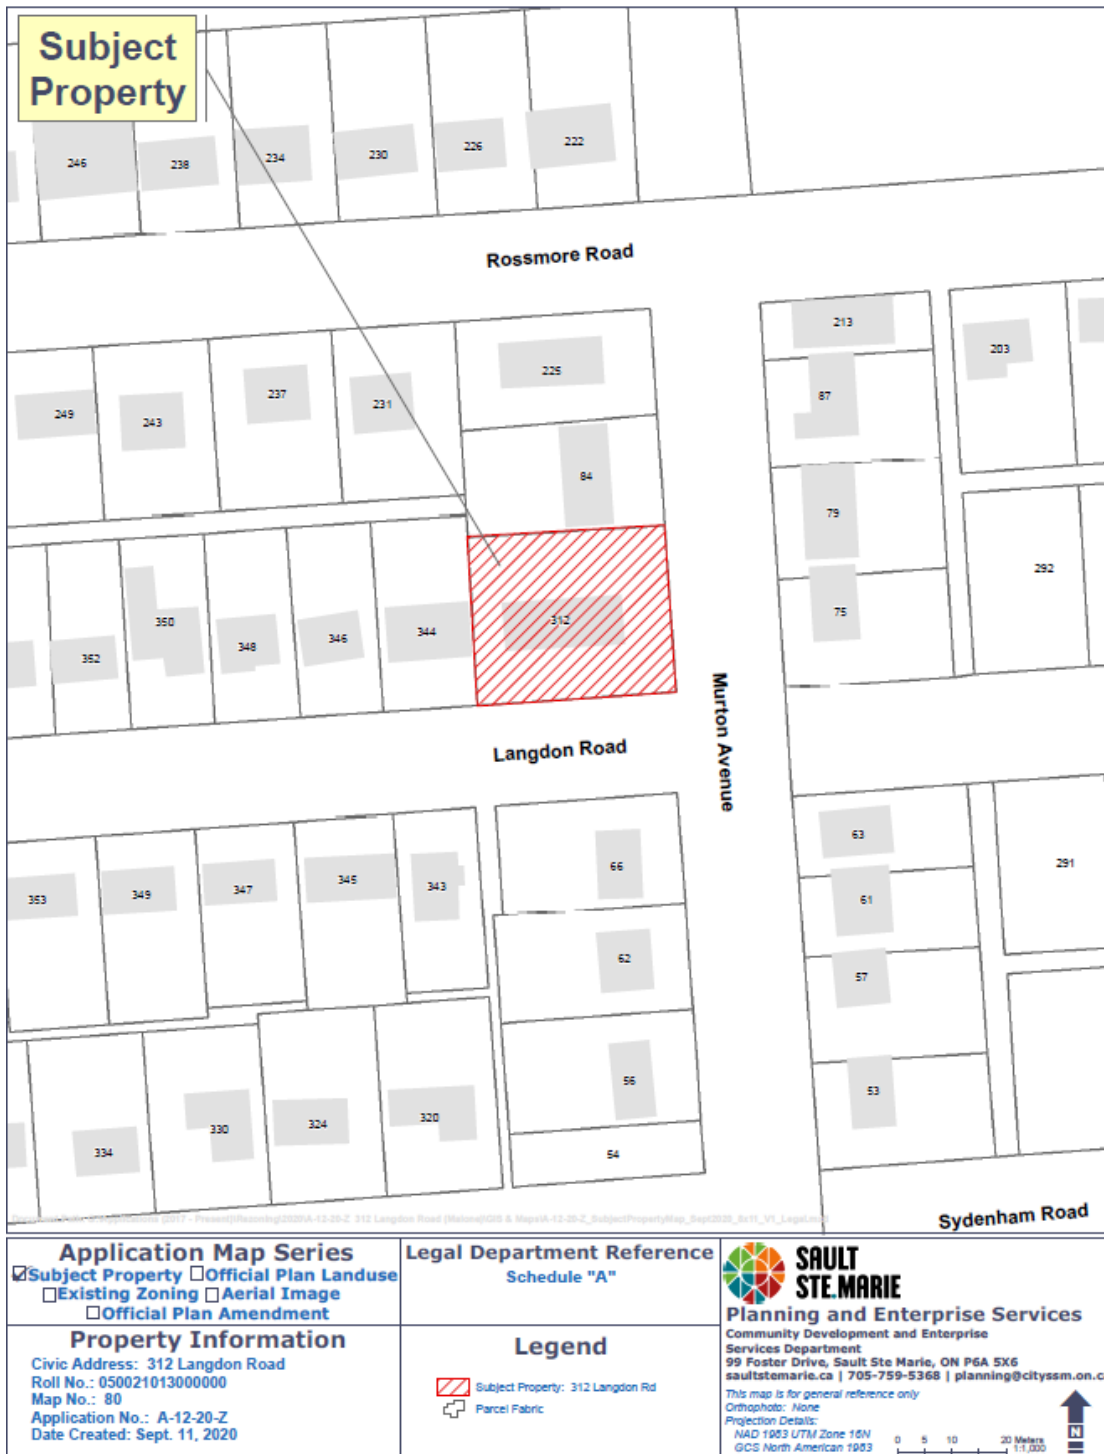 Subject
Property
246
238
234
230
226
222
Rossmore Road
249
243
237
231
225
213
203
84
87
79
292
352
350
348
346
344
312
75
Murton Avenue
Langdon Road
353
349
347
345
343
66
63
61
291
62
57
334
330
324
320
56
53
54
Sydenham Road
Application Map Series
Subject Property Official Plan Landuse
Existing Zoning Aerial Image
Official Plan Amendment
Property Information
Civic Address: 312 Langdon Road
Roll No.: 050021013000000
Map No.: 80
Application No.: A-12-20-Z
Date Created: Sept. 11, 2020
Legal Department Reference
Schedule "A"
Legend
Subject Property: 312 Langdon Rd
Parcel Fabric
SAULT
STE.MARIE
Planning and Enterprise Services
Community Development and Enterprise
Services Department
99 Foster Drive, Sault Ste Marie, ON P6A 5X6
saultstemarie.ca | 705-759-5368 | planning@cityssm.on.ca
This map is for general reference only
Orthophoto: None
Projection Details:
NAD 1983 UTM Zone 16N
GCS North American 1983
0 5 10 20 Meters
1:1,000
N